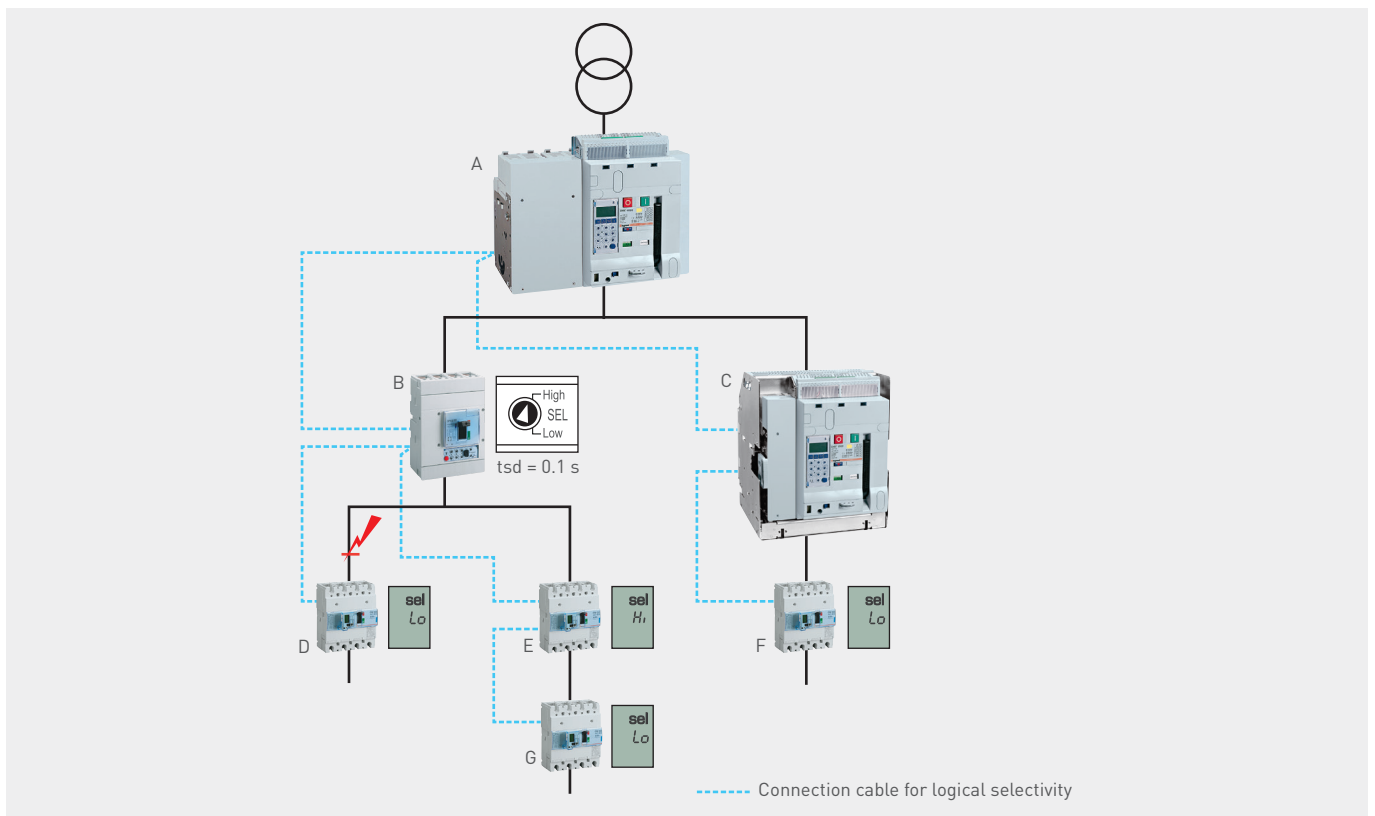 A
B
High
SEL
Low
tsd = 0.1 s
C
D
sel
Lo
E
sel
Hi
F
sel
Lo
G
sel
Lo
Connection cable for logical selectivity